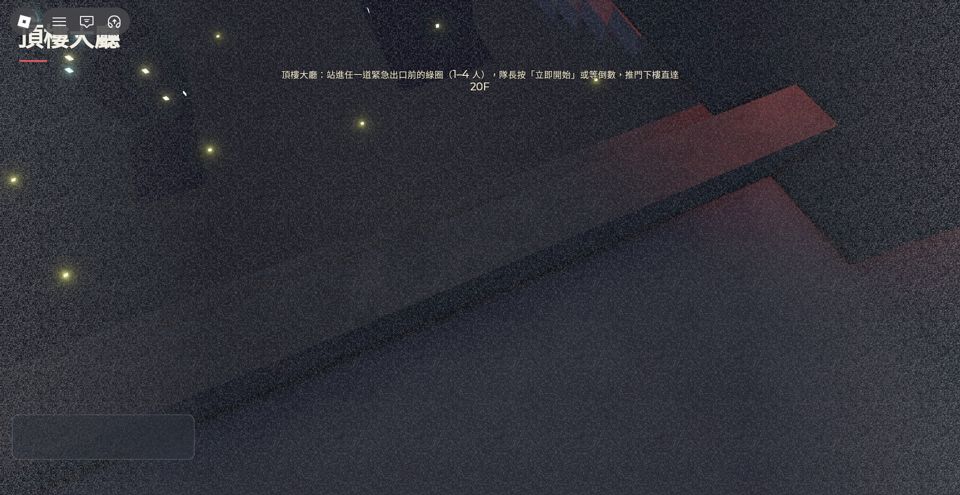 頂樓大廳
頂樓大廳：站進任一道緊急出口前的綠圈（1–4 人），隊長按「立即開始」或等倒數，推門下樓直達
20F